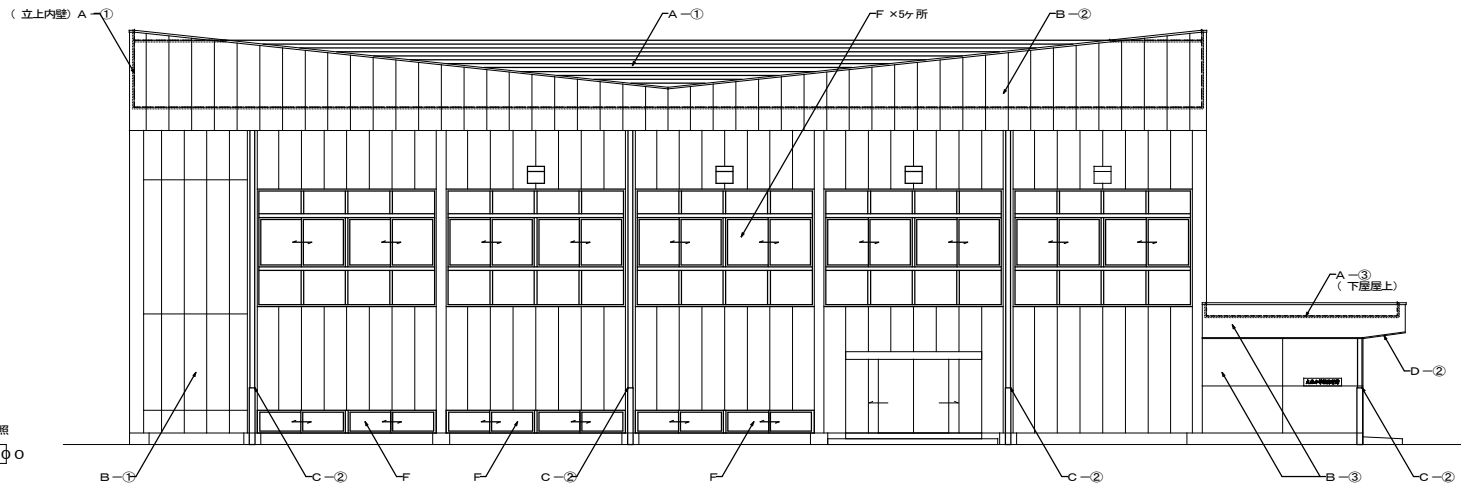 （ 立上内壁）A －①
A －①
F ×5ヶ所
B －②
A －③
（ 下屋屋上）
D －②
照
00
B －①
C －②
F
F
C －②
F
C －②
B －③
C －②